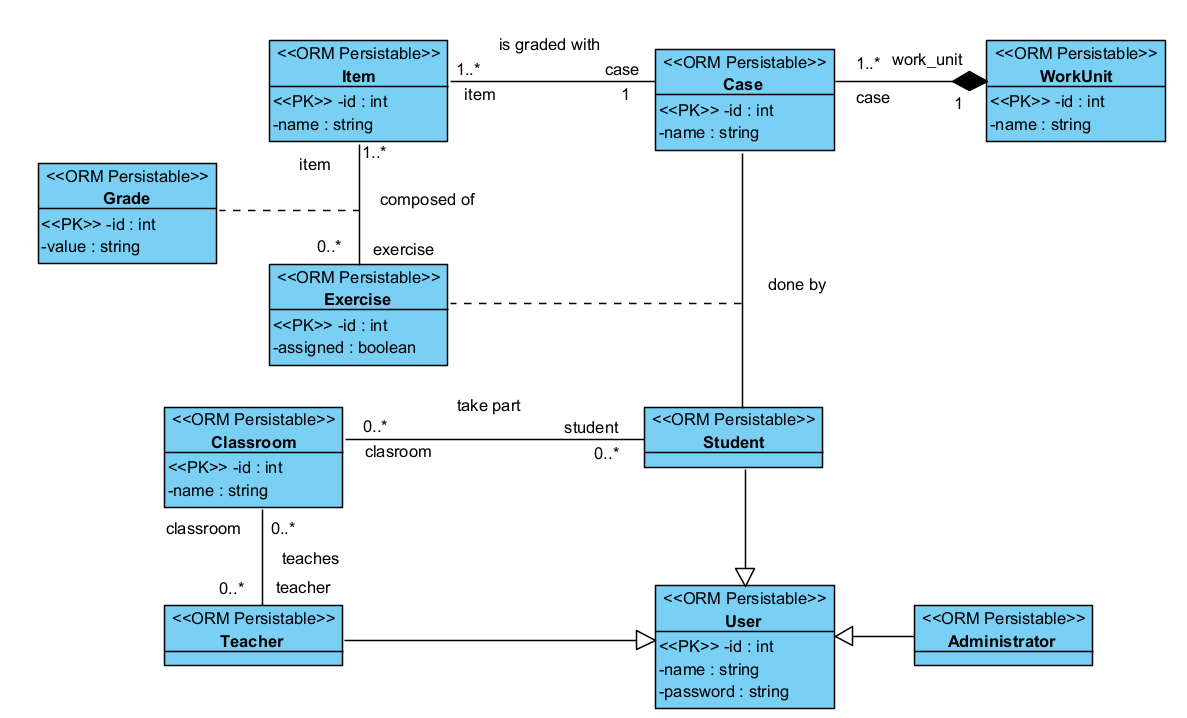 is graded with
<<ORM Persistable>>
Item
<<PK>> -id : int
-name : string
1..*
item
case
1
<<ORM Persistable>>
Case
<<PK>> -id : int
-name : string
1..*
work_unit
case
1
<<ORM Persistable>>
WorkUnit
<<PK>> -id : int
-name : string
item
1..*
composed of
0..*
exercise
<<ORM Persistable>>
Grade
<<PK>> -id : int
-value : string
<<ORM Persistable>>
Exercise
<<PK>> -id : int
-assigned : boolean
done by
take part
0..*
clasroom
student
0..*
<<ORM Persistable>>
Classroom
<<PK>> -id : int
-name : string
<<ORM Persistable>>
Student
classroom
0..*
teaches
0..*
teacher
<<ORM Persistable>>
Teacher
<<ORM Persistable>>
User
<<PK>> -id : int
-name : string
-password : string
<<ORM Persistable>>
Administrator